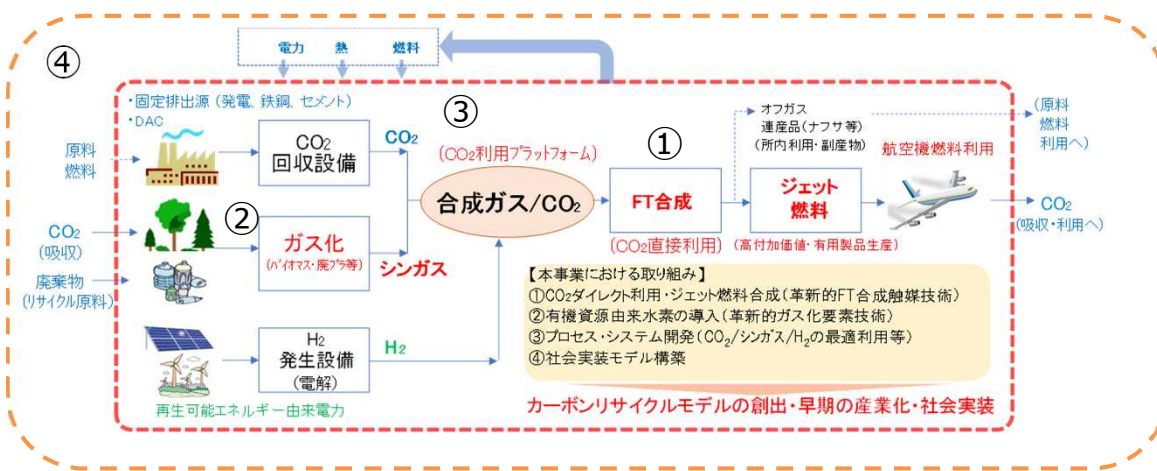 ④
電力 熱 燃料
・固定排出源（発電、鉄鋼、セメント）
・DAC
原料
燃料
CO₂
回収設備
CO₂
③
(CO₂利用プラットフォーム)
合成ガス/CO₂
①
FT合成
(CO₂直接利用)
オフガス
連産品(ナフサ等)
(所内利用・副産物)
(原料
燃料
利用へ)
航空機燃料利用
ジェット
燃料
(高付加価値・有用製品生産)
CO₂
(吸収・利用へ)
CO₂
(吸収)
②
ガス化
(バイオマス・廃プラ等)
シンガス
廃棄物
(リサイクル原料)
H₂
発生設備
(電解)
H₂
再生可能エネルギー由来電力
【本事業における取り組み】
①CO₂ダイレクト利用・ジェット燃料合成(革新的FT合成触媒技術)
②有機資源由来水素の導入(革新的ガス化要素技術)
③プロセス・システム開発(CO₂/シンガス/H₂の最適利用等)
④社会実装モデル構築
カーボンリサイクルモデルの創出・早期の産業化・社会実装